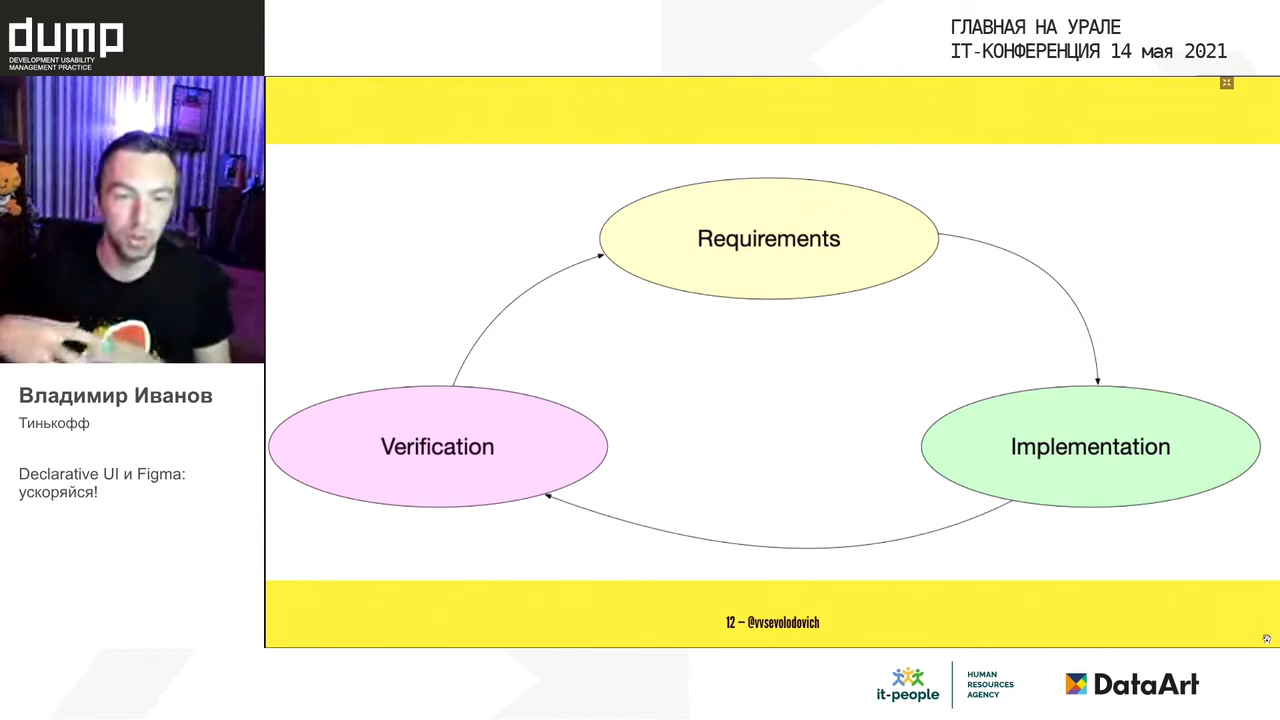 dump
DEVELOPMENT USABILITY
MANAGEMENT PRACTICE
ГЛАВНАЯ НА УРАЛЕ
IT-КОНФЕРЕНЦИЯ 14 мая 2021
Requirements
Verification
Implementation
Владимир Иванов
Тинькофф
Declarative UI и Figma:
ускоряйся!
12 – @vvsevolodovich
it-people
HUMAN
RESOURCES
AGENCY
DataArt